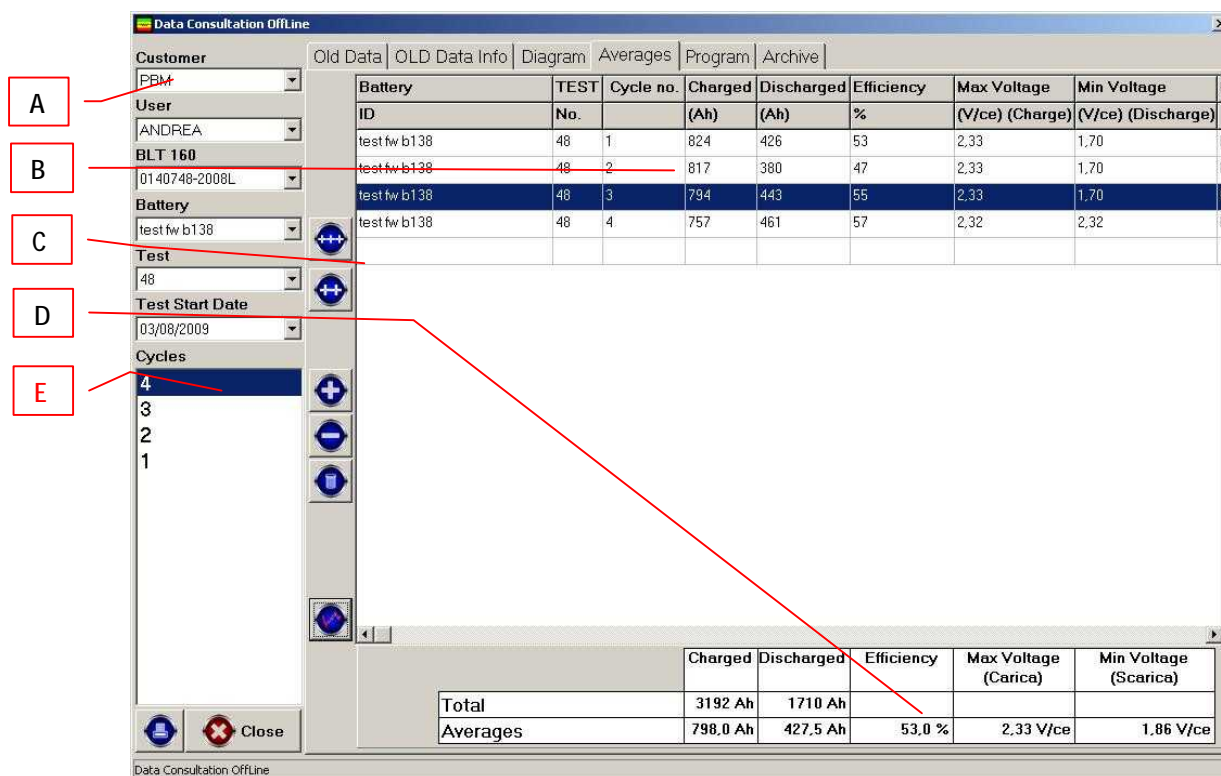 Data Consultation OffLine
Customer
PBM
User
ANDREA
BLT 160
0140748-2008L
Battery
test fw b138
Test
48
Test Start Date
03/08/2009
Cycles
4
3
2
1
Close
Old Data OLD Data Info Diagram Averages Program Archive
Battery TEST Cycle no. Charged Discharged Efficiency Max Voltage Min Voltage
ID No. (Ah) (Ah) % (V/ce) (Charge) (V/ce) (Discharge)
test fw b138 48 1 824 426 53 2,33 1,70
test fw b138 48 2 817 380 47 2,33 1,70
test fw b138 48 3 794 443 55 2,33 1,70
test fw b138 48 4 757 461 57 2,32 2,32
Charged Discharged Efficiency Max Voltage Min Voltage
(Carica) (Scarica)
Total 3192 Ah 1710 Ah
Averages 798,0 Ah 427,5 Ah 53,0 % 2,33 V/ce 1,86 V/ce
Data Consultation OffLine
A
B
C
D
E